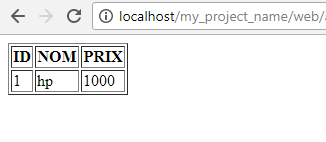 localhost/my_project_name/web/
ID NOM PRIX
1 hp 1000